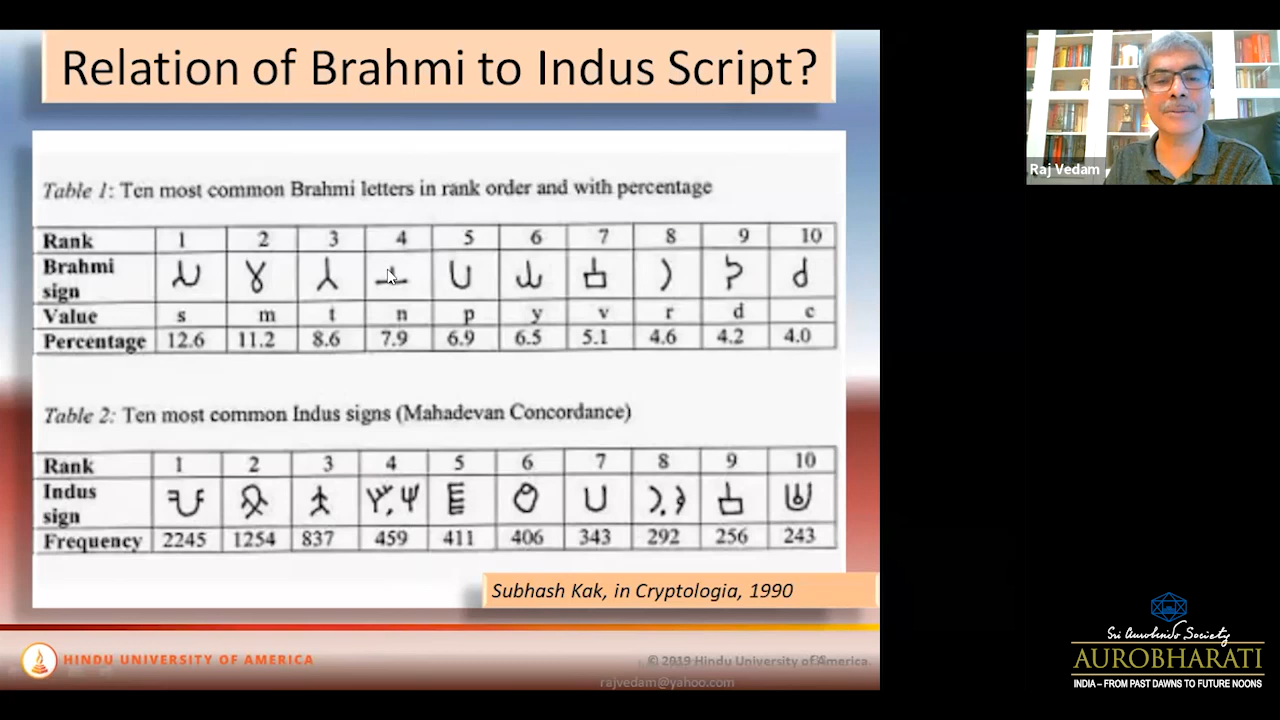 Relation of Brahmi to Indus Script?
Raj Vedam
Table 1: Ten most common Brahmi letters in rank order and with percentage
Rank 1 2 3 4 5 6 7 8 9 10
Brahmi sign 𑀲 𑀫 𑀢 𑀦 𑀧 𑀬 𑀯 𑀭 𑀤 𑀘
Value s m t n p y v r d c
Percentage 12.6 11.2 8.6 7.9 6.9 6.5 5.1 4.6 4.2 4.0
Table 2: Ten most common Indus signs (Mahadevan Concordance)
Rank 1 2 3 4 5 6 7 8 9 10
Indus sign
Frequency 2245 1254 837 459 411 406 343 292 256 243
Subhash Kak, in Cryptologia, 1990
HINDU UNIVERSITY OF AMERICA
© 2019 Hindu University of America.
rajvedam@yahoo.com
Sri Aurobindo Society
AUROBHARATI
INDIA – FROM PAST DAWNS TO FUTURE NOONS